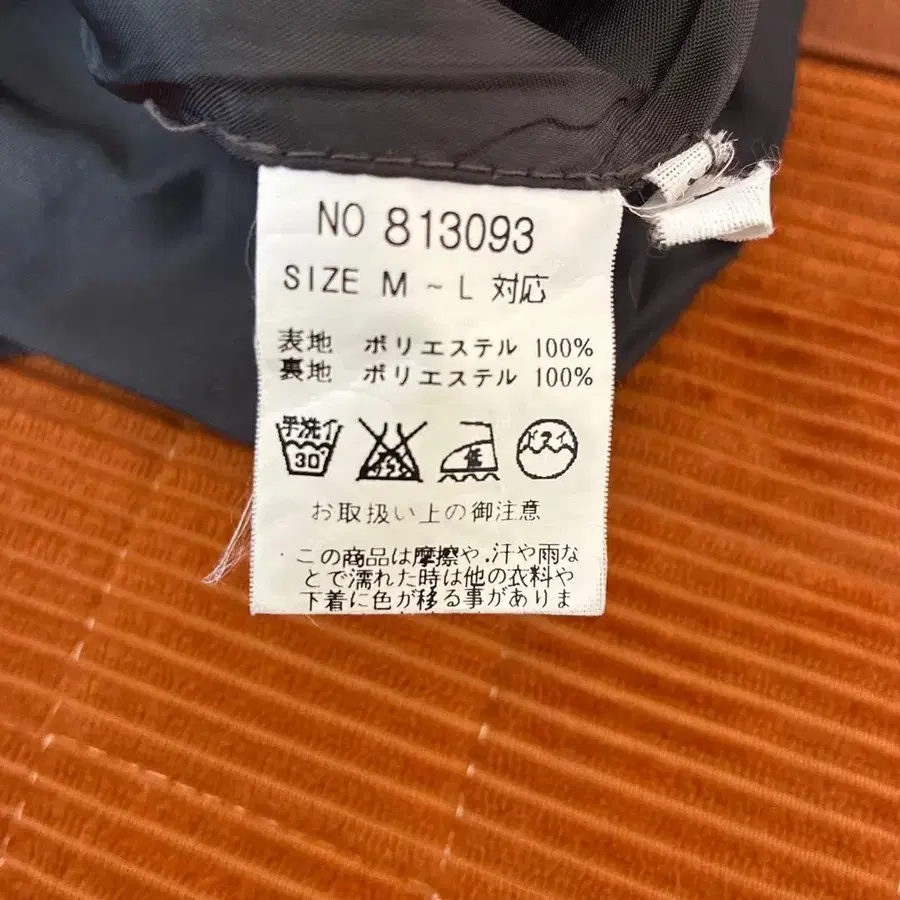 NO 813093
SIZE M ~ L 対応
表地 ポリエステル 100%
裏地 ポリエステル 100%
手洗イ 30 低 ドライ
お取扱い上の御注意
・この商品は摩擦や,汗や雨な
とで濡れた時は他の衣料や
下着に色が移る事がありま